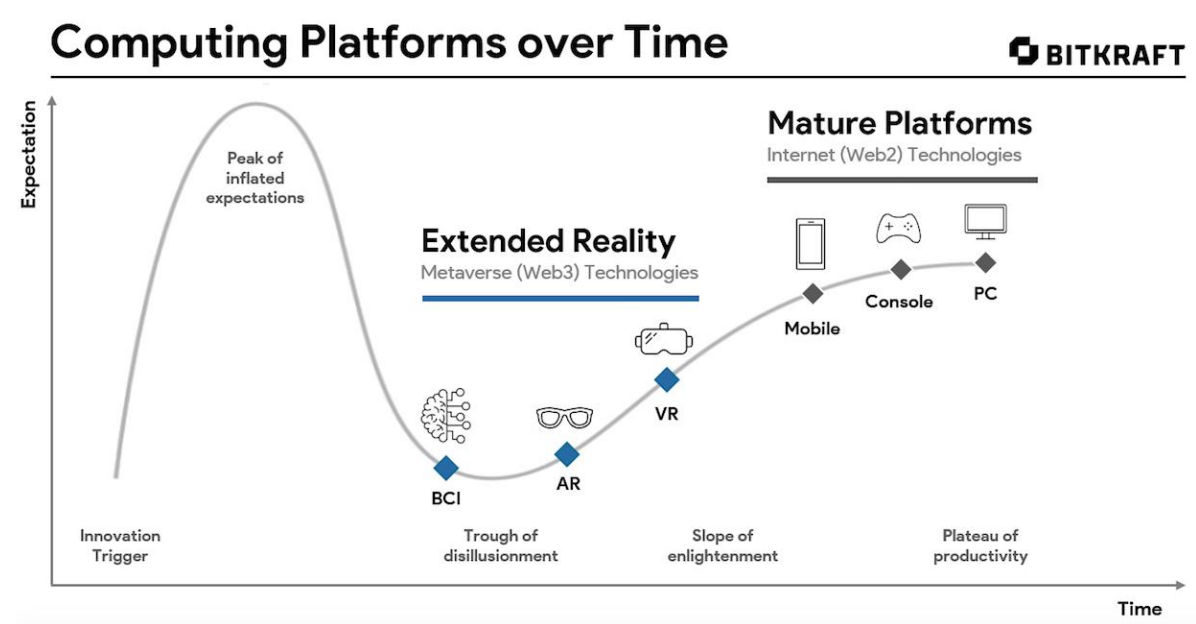 Computing Platforms over Time
BITKRAFT
Expectation
Peak of
inflated
expectations
Mature Platforms
Internet (Web2) Technologies
Extended Reality
Metaverse (Web3) Technologies
Mobile
Console
PC
VR
BCI
AR
Innovation
Trigger
Trough of
disillusionment
Slope of
enlightenment
Plateau of
productivity
Time